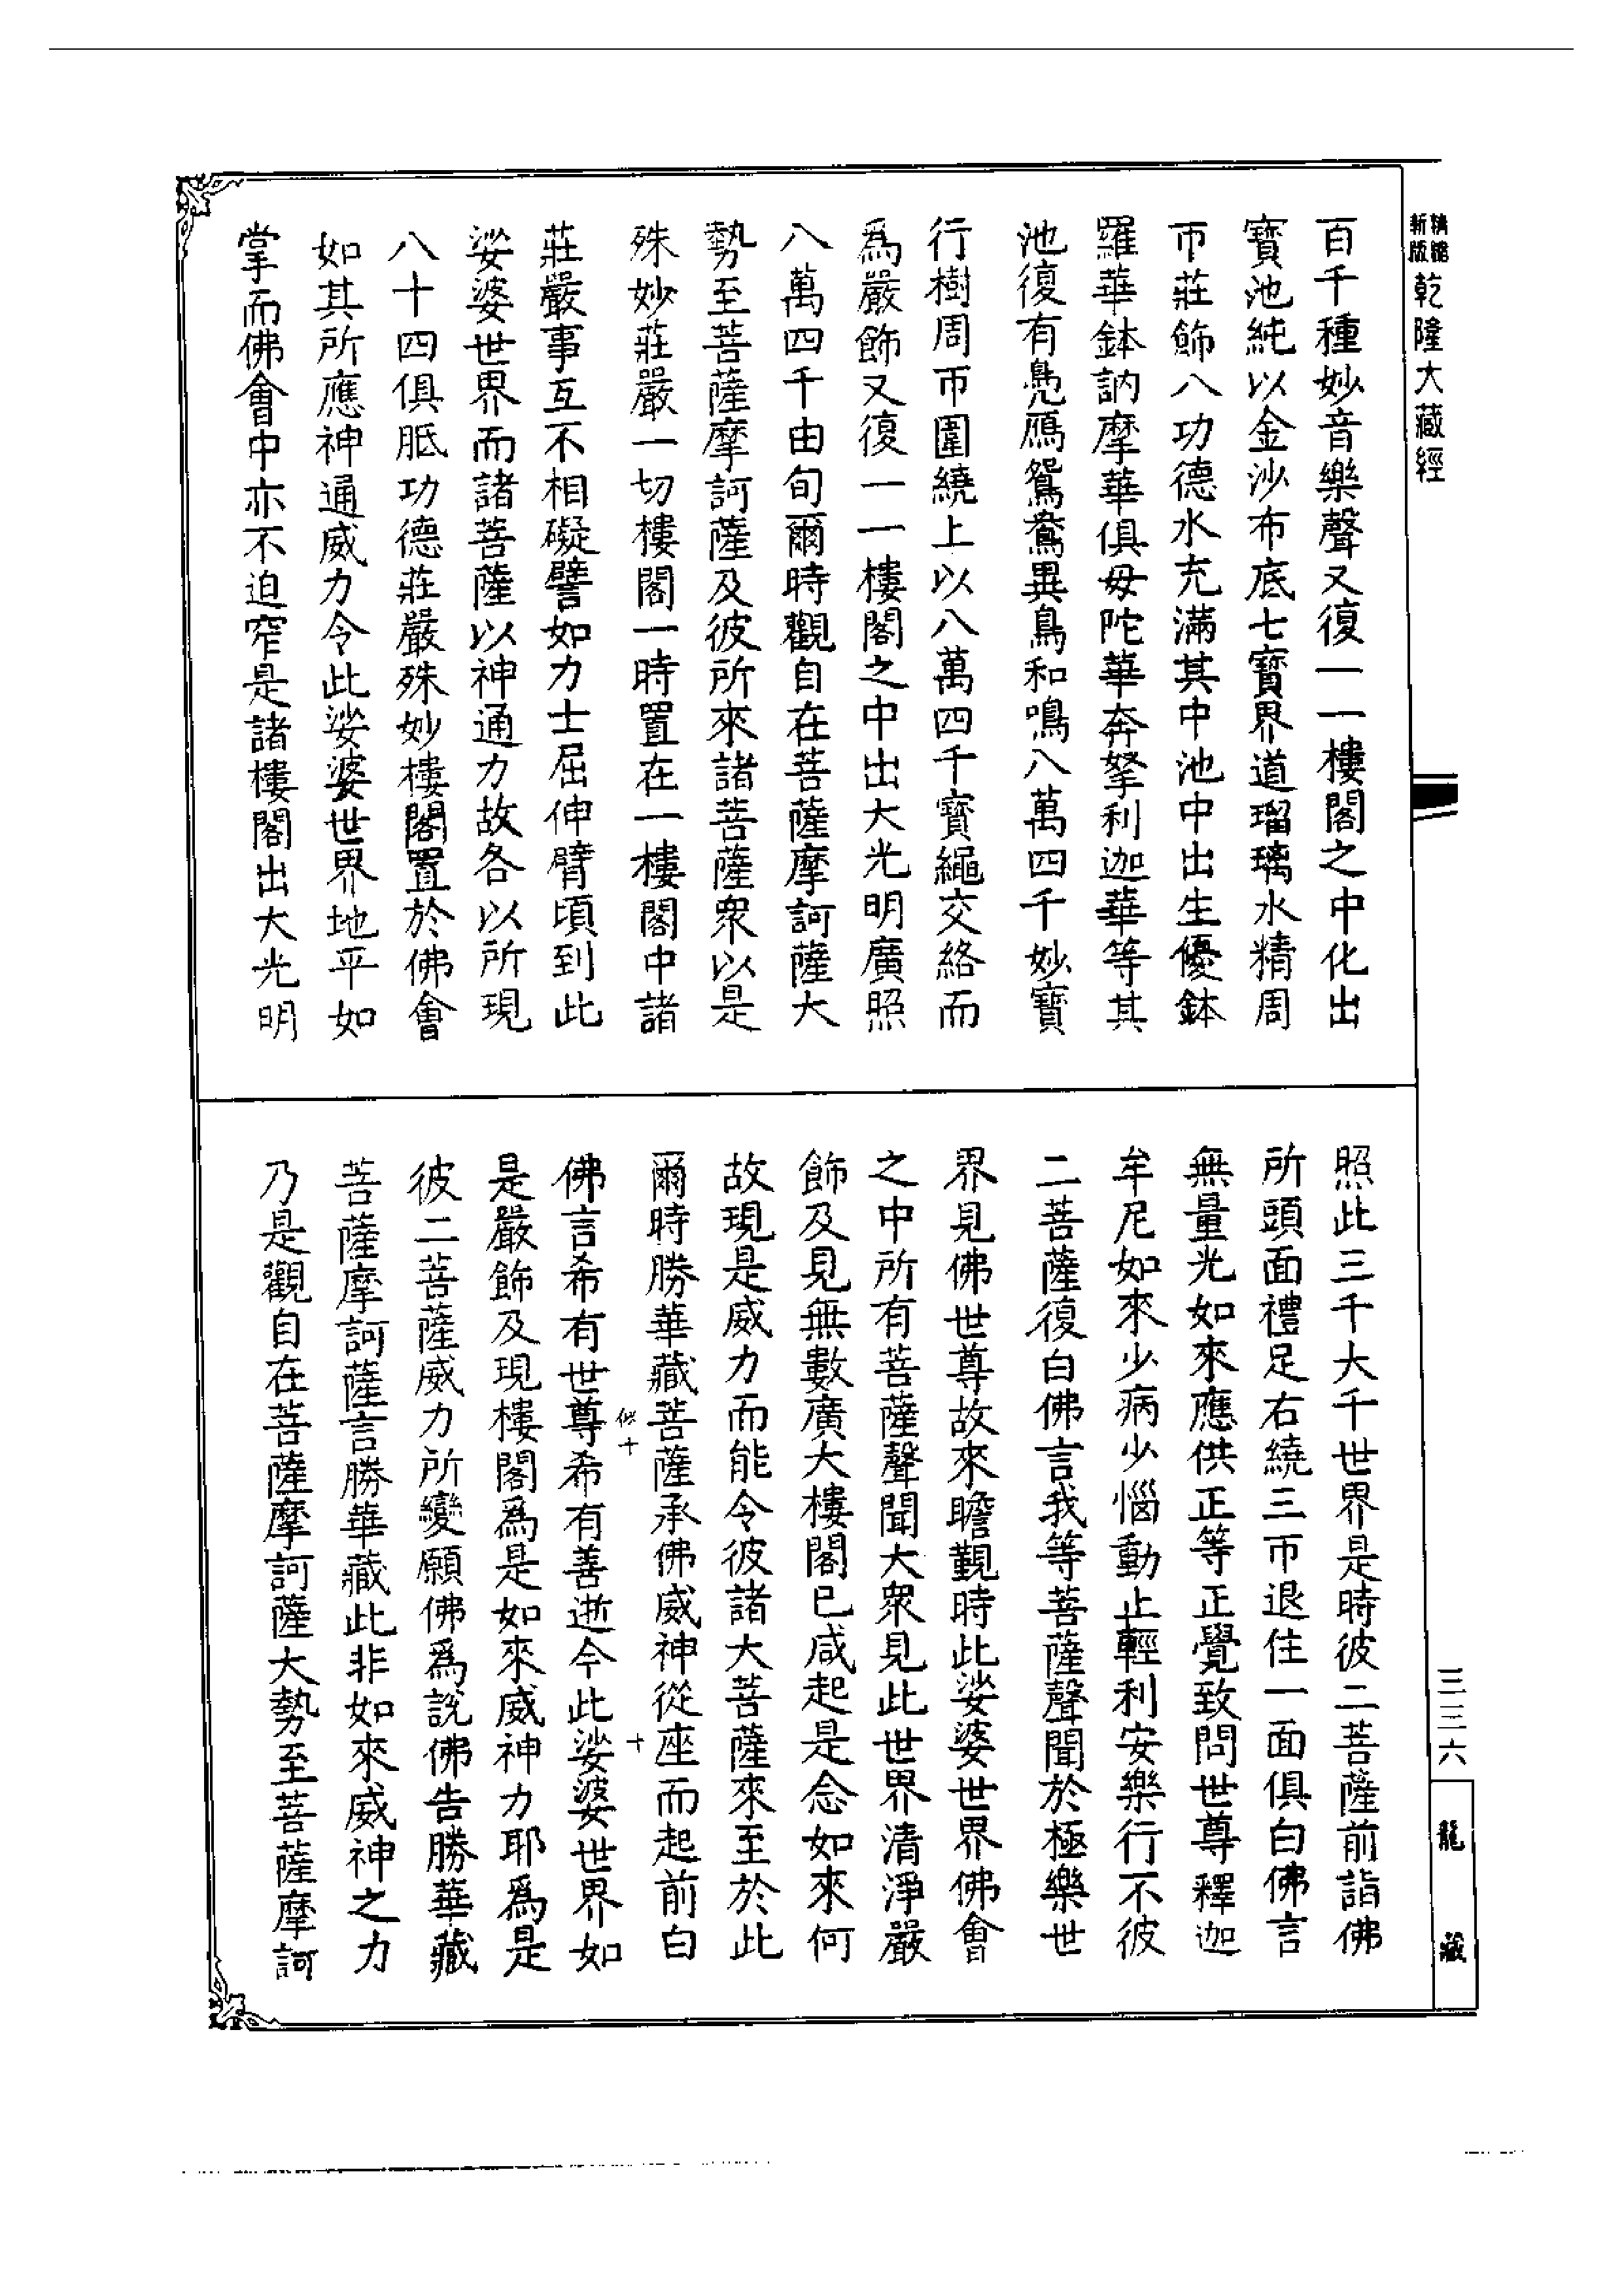 新版精縮乾隆大藏經
百千種妙音樂聲又復一一樓閣之中化出
寶池純以金沙布底七寶界道瑠璃水精周
帀莊飾八功德水充滿其中池中出生優鉢
羅華鉢訥摩華俱毋陀華奔拏利迦華等其
池復有鳧鴈鴛鴦異鳥和鳴八萬四千妙寶
行樹周帀圍繞上以八萬四千寶繩交絡而
爲嚴飾又復一一樓閣之中出大光明廣照
八萬四千由旬爾時觀自在菩薩摩訶薩大
勢至菩薩摩訶薩及彼所來諸菩薩衆以是
殊妙莊嚴一切樓閣一時置在一樓閣中諸
莊嚴事互不相礙譬如力士屈伸臂頃到此
娑婆世界而諸菩薩以神通力故各以所現
八十四俱胝功德莊嚴殊妙樓閣置於佛會
如其所應神通威力令此娑婆世界地平如
掌而佛會中亦不迫窄是諸樓閣出大光明
照此三千大千世界是時彼二菩薩前詣佛
所頭面禮足右繞三帀退住一面俱白佛言
無量光如來應供正等正覺致問世尊釋迦
牟尼如來少病少惱動止輕利安樂行不彼
二菩薩復白佛言我等菩薩聲聞於極樂世
界見佛世尊故來瞻覲時此娑婆世界佛會
之中所有菩薩聲聞大衆見此世界清淨嚴
飾及見無數廣大樓閣已咸起是念如來何
故現是威力而能令彼諸大菩薩來至於此
爾時勝華藏菩薩承佛威神從座而起前白
佛言希有世尊希有善逝今此娑婆世界如
是嚴飾及現樓閣爲是如來威神力耶爲是
彼二菩薩威力所變願佛爲說佛告勝華藏
菩薩摩訶薩言勝華藏此非如來威神之力
乃是觀自在菩薩摩訶薩大勢至菩薩摩訶
三三六
龍藏